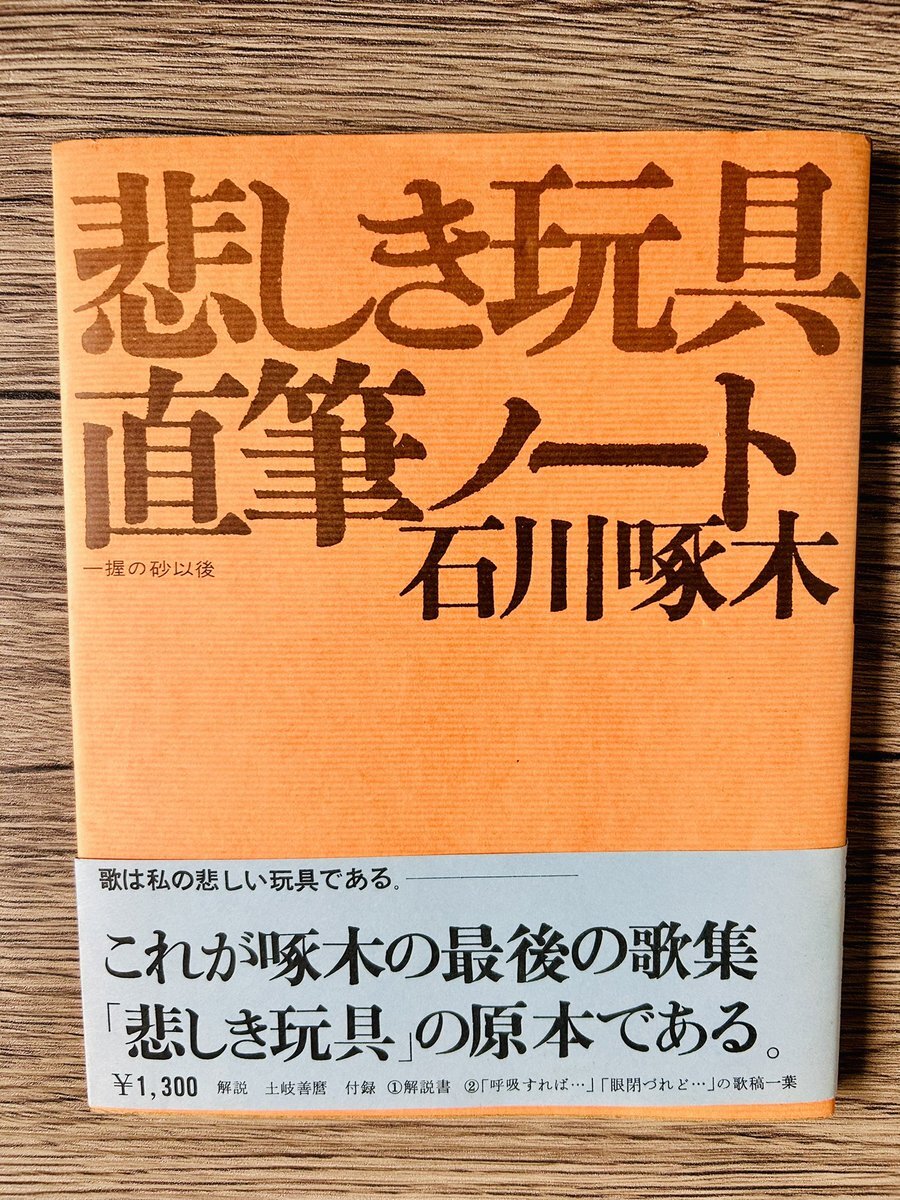 悲しき玩具
直筆ノート
石川啄木
一握の砂以後
歌は私の悲しい玩具である。
これが啄木の最後の歌集
「悲しき玩具」の原本である。
￥1,300 解説 土岐善麿 付録 ①解説書 ②「呼吸すれば…」「眼閉づれど…」の歌稿一葉